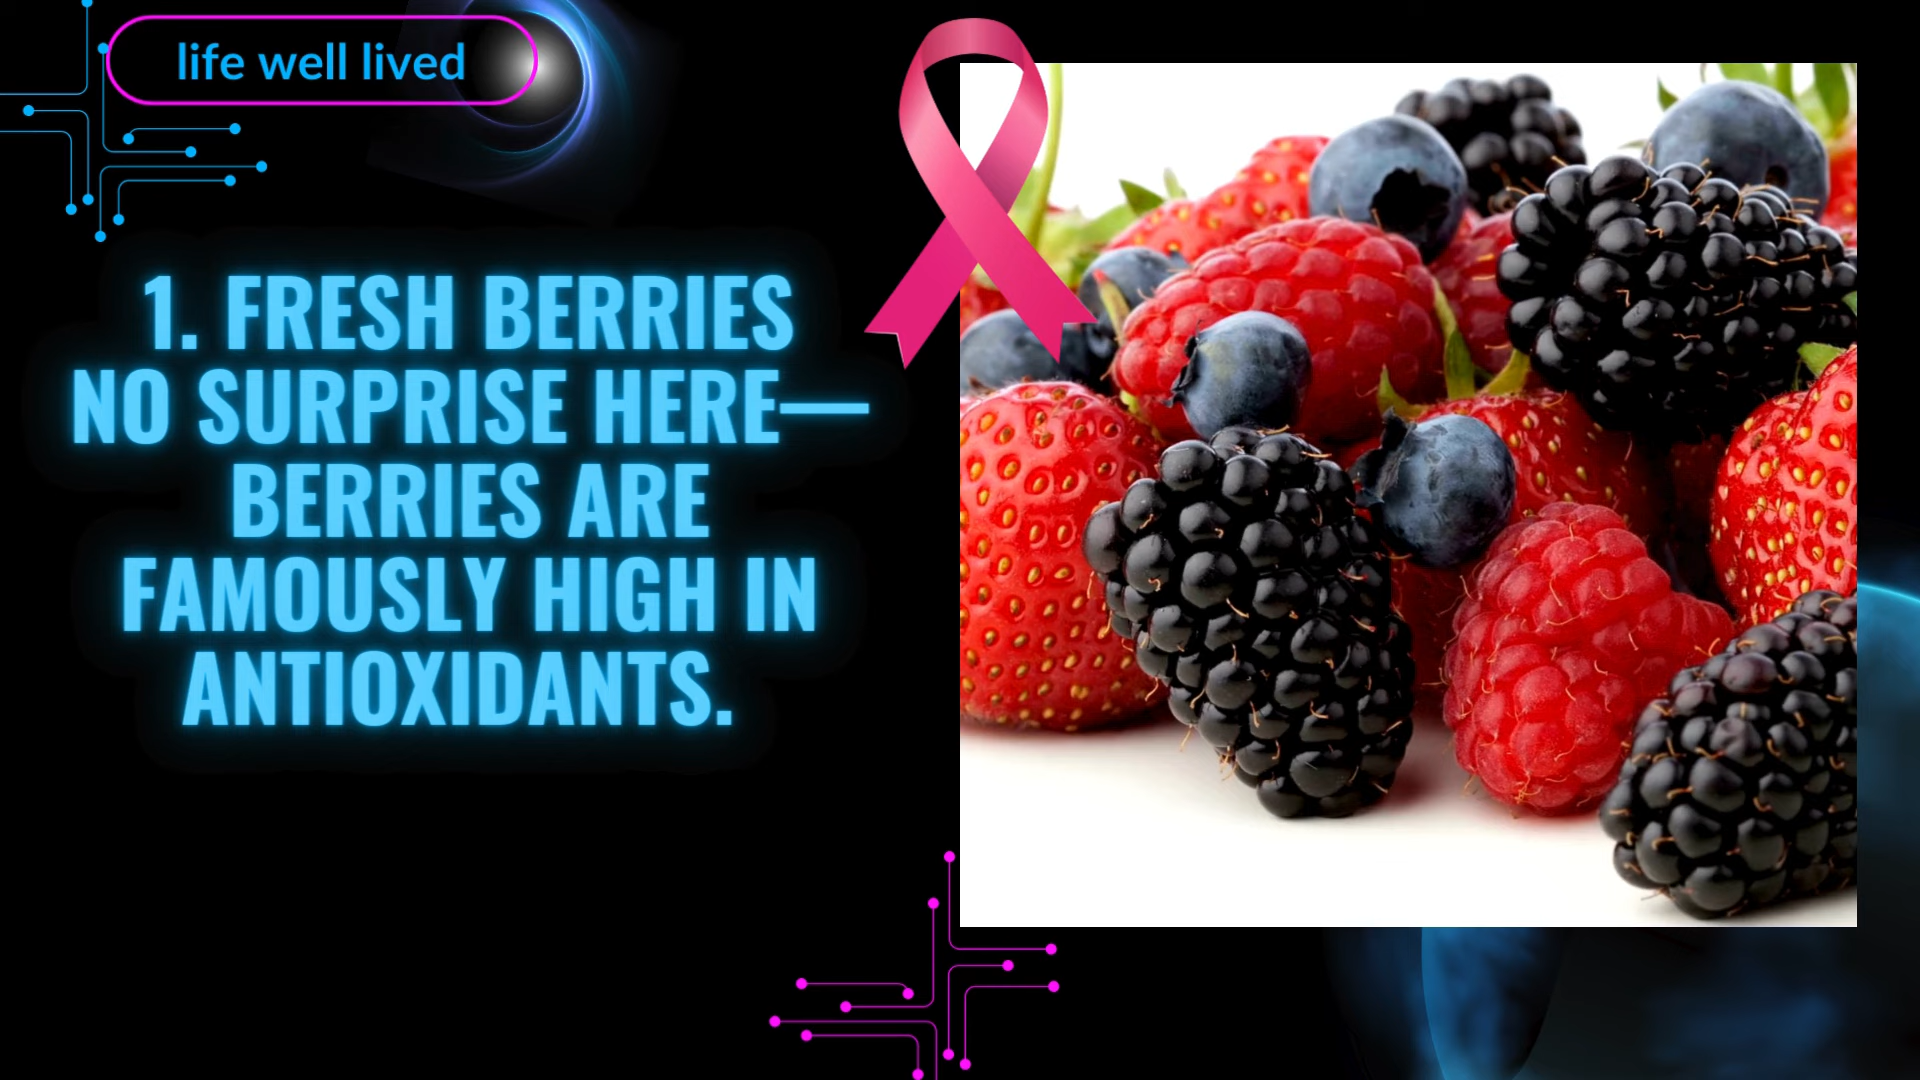 life well lived
1. FRESH BERRIES
NO SURPRISE HERE—
BERRIES ARE
FAMOUSLY HIGH IN
ANTIOXIDANTS.